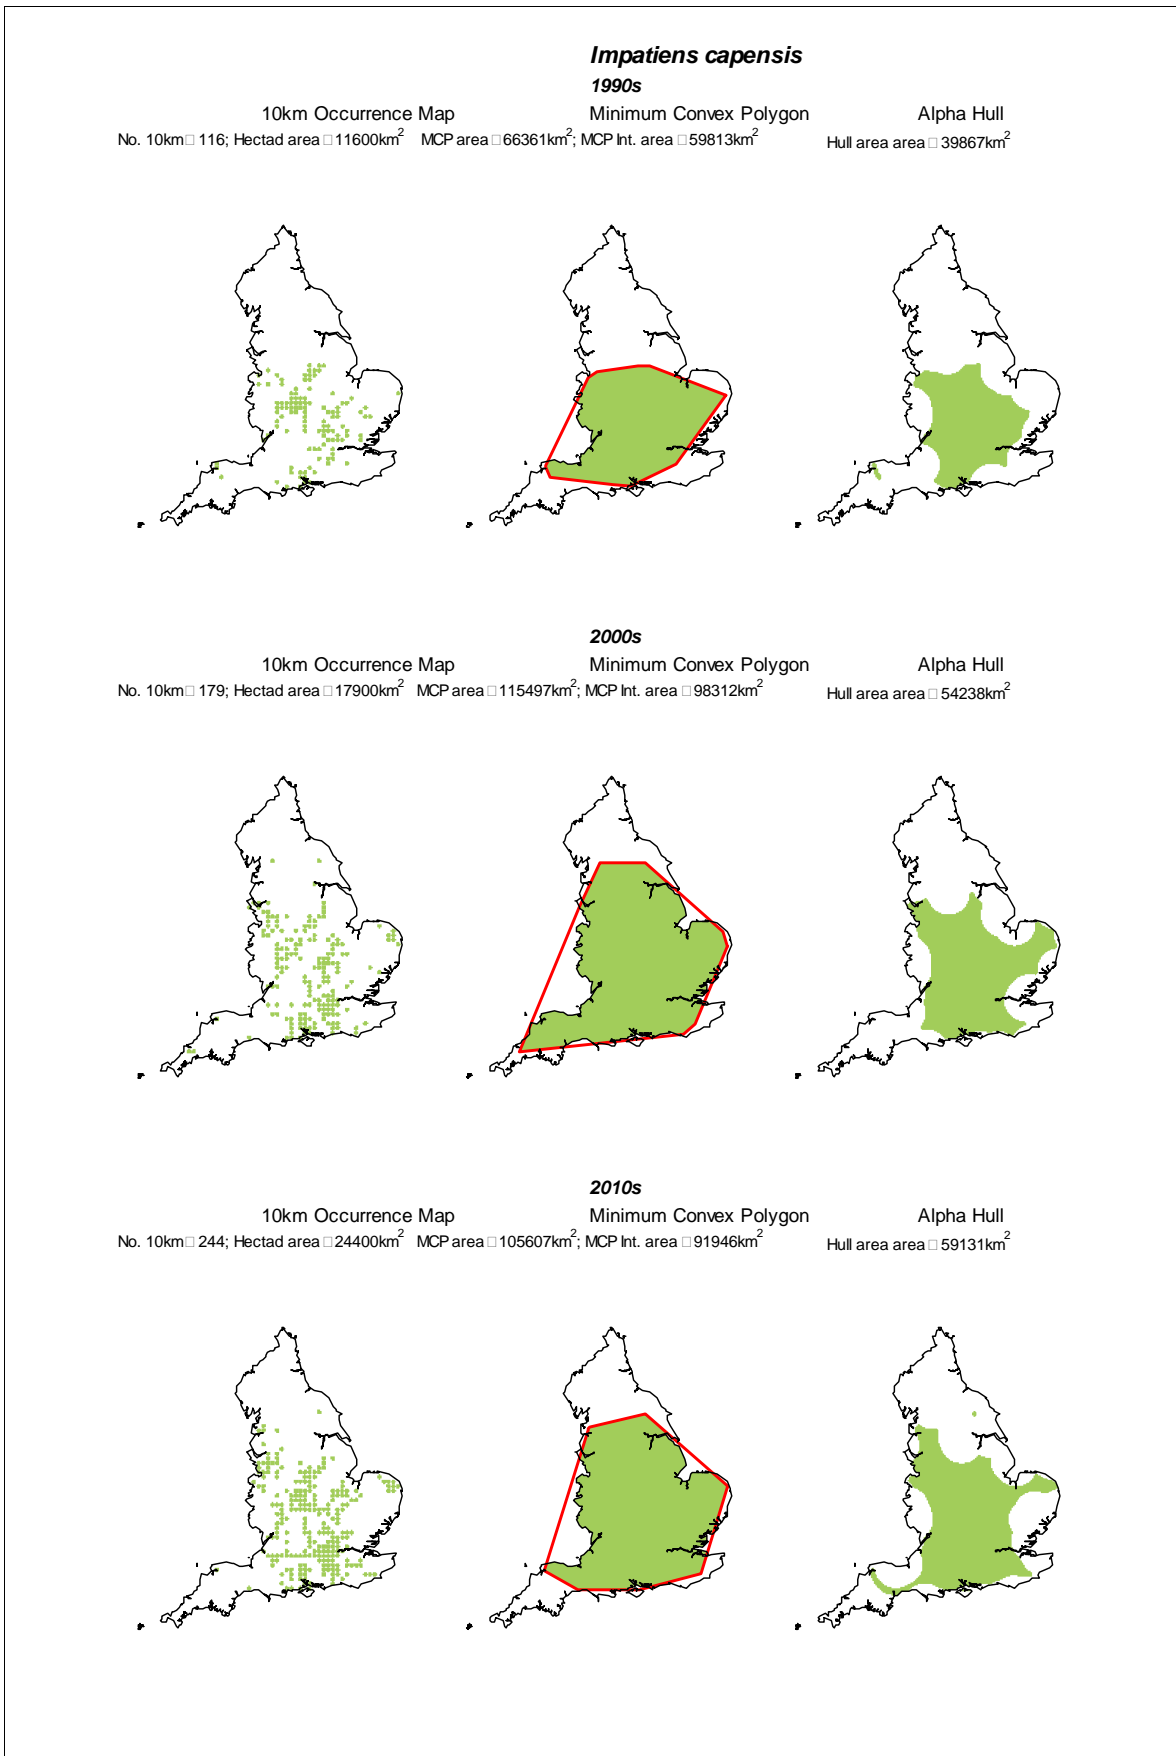 Impatiens capensis
1990s
10km Occurrence Map Minimum Convex Polygon Alpha Hull
No. 10km□116; Hectad area□11600km² MCP area□66361km²; MCP Int. area□59813km² Hull area area□39867km²
2000s
10km Occurrence Map Minimum Convex Polygon Alpha Hull
No. 10km□179; Hectad area□17900km² MCP area□115497km²; MCP Int. area□98312km² Hull area area□54238km²
2010s
10km Occurrence Map Minimum Convex Polygon Alpha Hull
No. 10km□244; Hectad area□24400km² MCP area□105607km²; MCP Int. area□91946km² Hull area area□59131km²